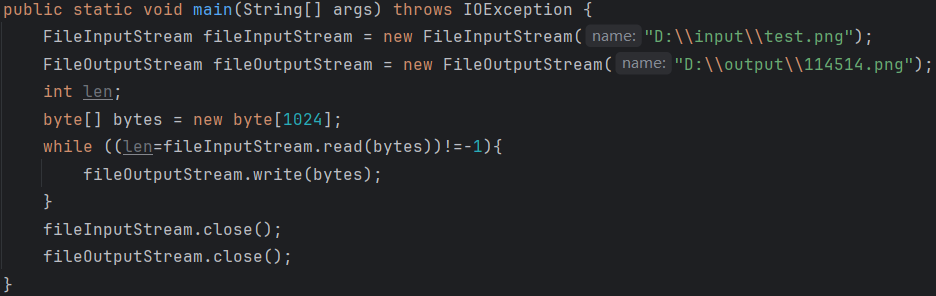 public static void main(String[] args) throws IOException {
    FileInputStream fileInputStream = new FileInputStream( name: "D:\\input\\test.png");
    FileOutputStream fileOutputStream = new FileOutputStream( name: "D:\\output\\114514.png");
    int len;
    byte[] bytes = new byte[1024];
    while ((len=fileInputStream.read(bytes))!=-1){
        fileOutputStream.write(bytes);
    }
    fileInputStream.close();
    fileOutputStream.close();
}